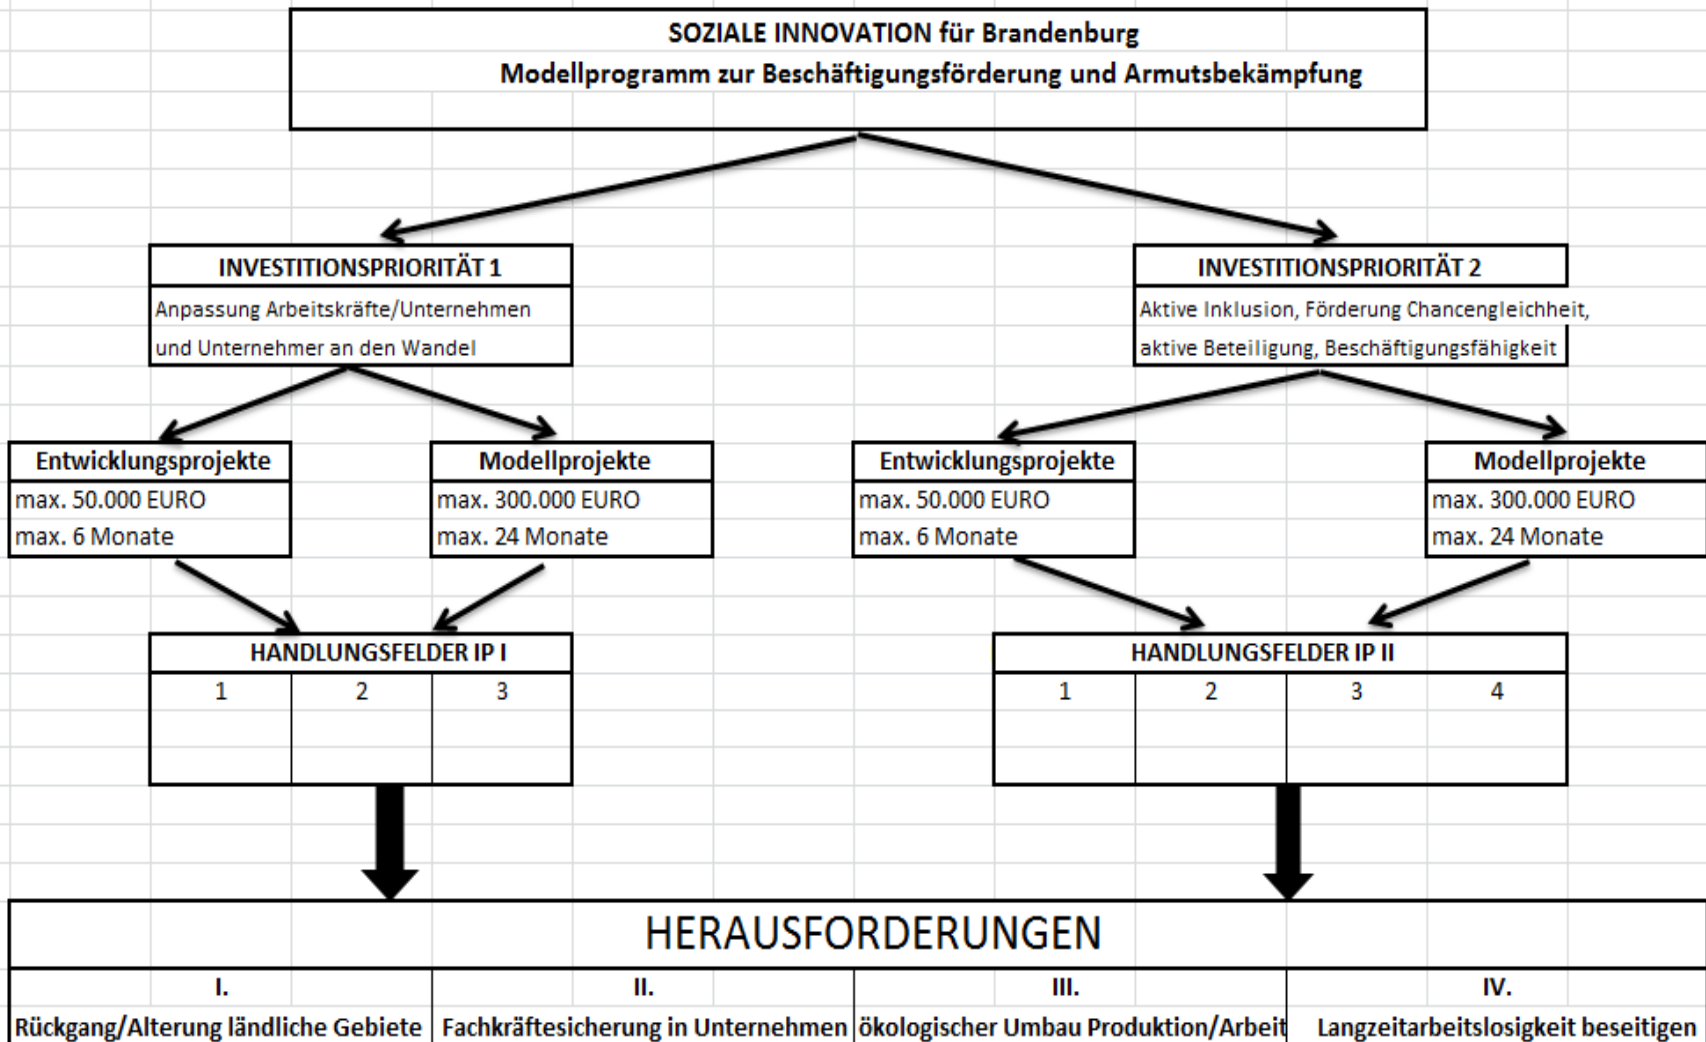 SOZIALE INNOVATION für Brandenburg
Modellprogramm zur Beschäftigungsförderung und Armutsbekämpfung
INVESTITIONSPRIORITÄT 1
Anpassung Arbeitskräfte/Unternehmen
und Unternehmer an den Wandel
INVESTITIONSPRIORITÄT 2
Aktive Inklusion, Förderung Chancengleichheit,
aktive Beteiligung, Beschäftigungsfähigkeit
Entwicklungsprojekte
max. 50.000 EURO
max. 6 Monate
Modellprojekte
max. 300.000 EURO
max. 24 Monate
Entwicklungsprojekte
max. 50.000 EURO
max. 6 Monate
Modellprojekte
max. 300.000 EURO
max. 24 Monate
HANDLUNGSFELDER IP I
1 2 3
HANDLUNGSFELDER IP II
1 2 3 4
HERAUSFORDERUNGEN
I. II. III. IV.
Rückgang/Alterung ländliche Gebiete Fachkräftesicherung in Unternehmen ökologischer Umbau Produktion/Arbeit Langzeitarbeitslosigkeit beseitigen